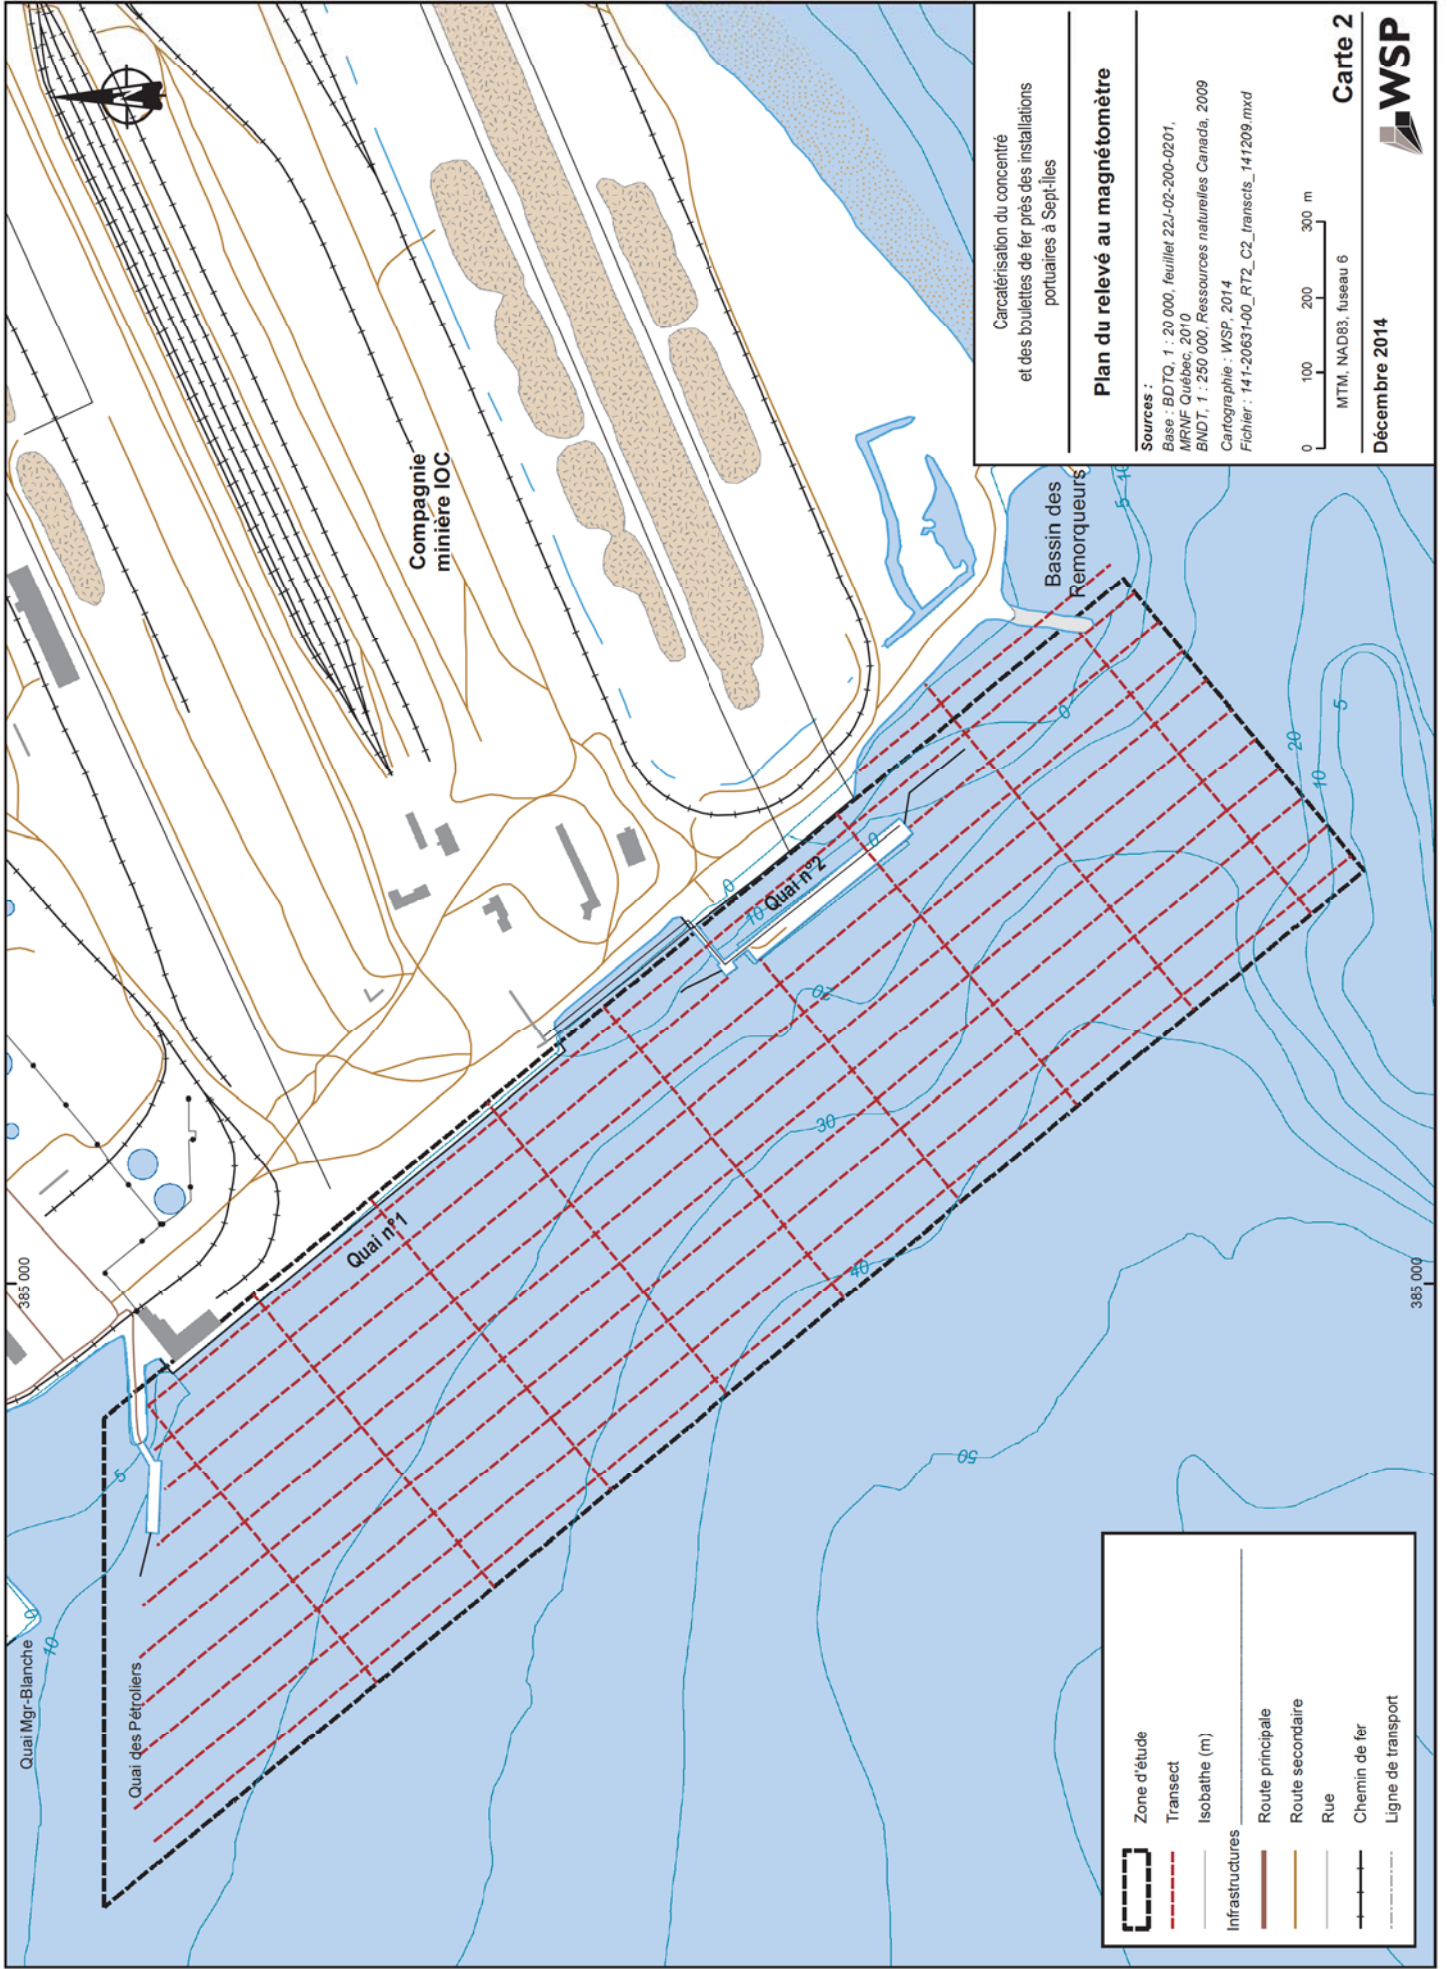 Carcatérisation du concentré
et des boulettes de fer près des installations
portuaires à Sept-Îles
Plan du relevé au magnétomètre
Sources :
Base : BDTQ, 1 : 20 000, feuillet 22J-02-200-0201,
MRNF Québec, 2010
BNDT, 1 : 250 000, Ressources naturelles Canada, 2009
Cartographie : WSP, 2014
Fichier : 141-20631-00_RT2_C2_transcts_141209.mxd
0 100 200 300 m
MTM, NAD83, fuseau 6
Décembre 2014
Carte 2
WSP
Compagnie
minière IOC
Bassin des
Remorqueurs
Quai n°2
Quai n°1
Quai Mgr-Blanche
Quai des Pétroliers
385 000
385 000
0
10
5
0
10
0
0
20
30
40
50
20
10
5
5
10
Zone d'étude
Transect
Isobathe (m)
Infrastructures
Route principale
Route secondaire
Rue
Chemin de fer
Ligne de transport